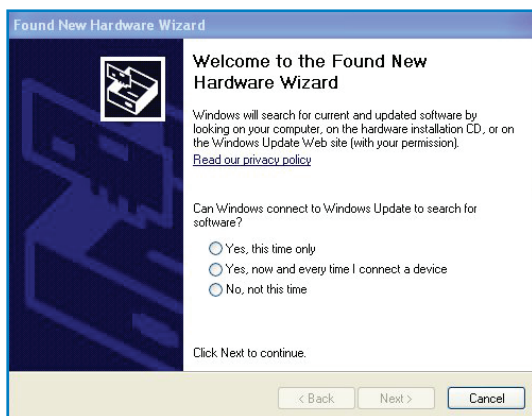 Found New Hardware Wizard
Welcome to the Found New
Hardware Wizard
Windows will search for current and updated software by
looking on your computer, on the hardware installation CD, or on
the Windows Update Web site (with your permission).
Read our privacy policy
Can Windows connect to Windows Update to search for
software?
Yes, this time only
Yes, now and every time I connect a device
No, not this time
Click Next to continue.
< Back
Next >
Cancel